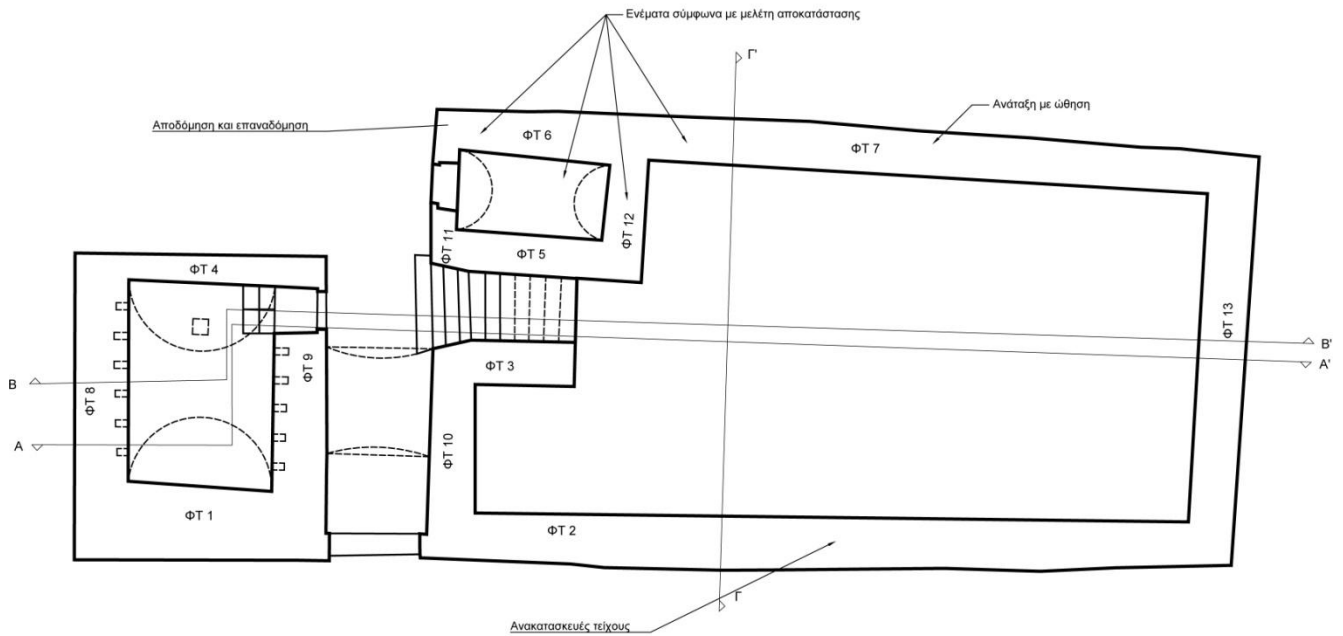 Ενέματα σύμφωνα με μελέτη αποκατάστασης
Γ'
Ανάταξη με ώθηση
Αποδόμηση και επαναδόμηση
ΦΤ 6
ΦΤ 7
ΦΤ 12
ΦΤ 11
ΦΤ 5
ΦΤ 4
ΦΤ 13
Β'
Α'
ΦΤ 9
ΦΤ 3
Β
ΦΤ 8
Α
ΦΤ 10
ΦΤ 1
ΦΤ 2
Γ
Ανακατασκευές τείχους